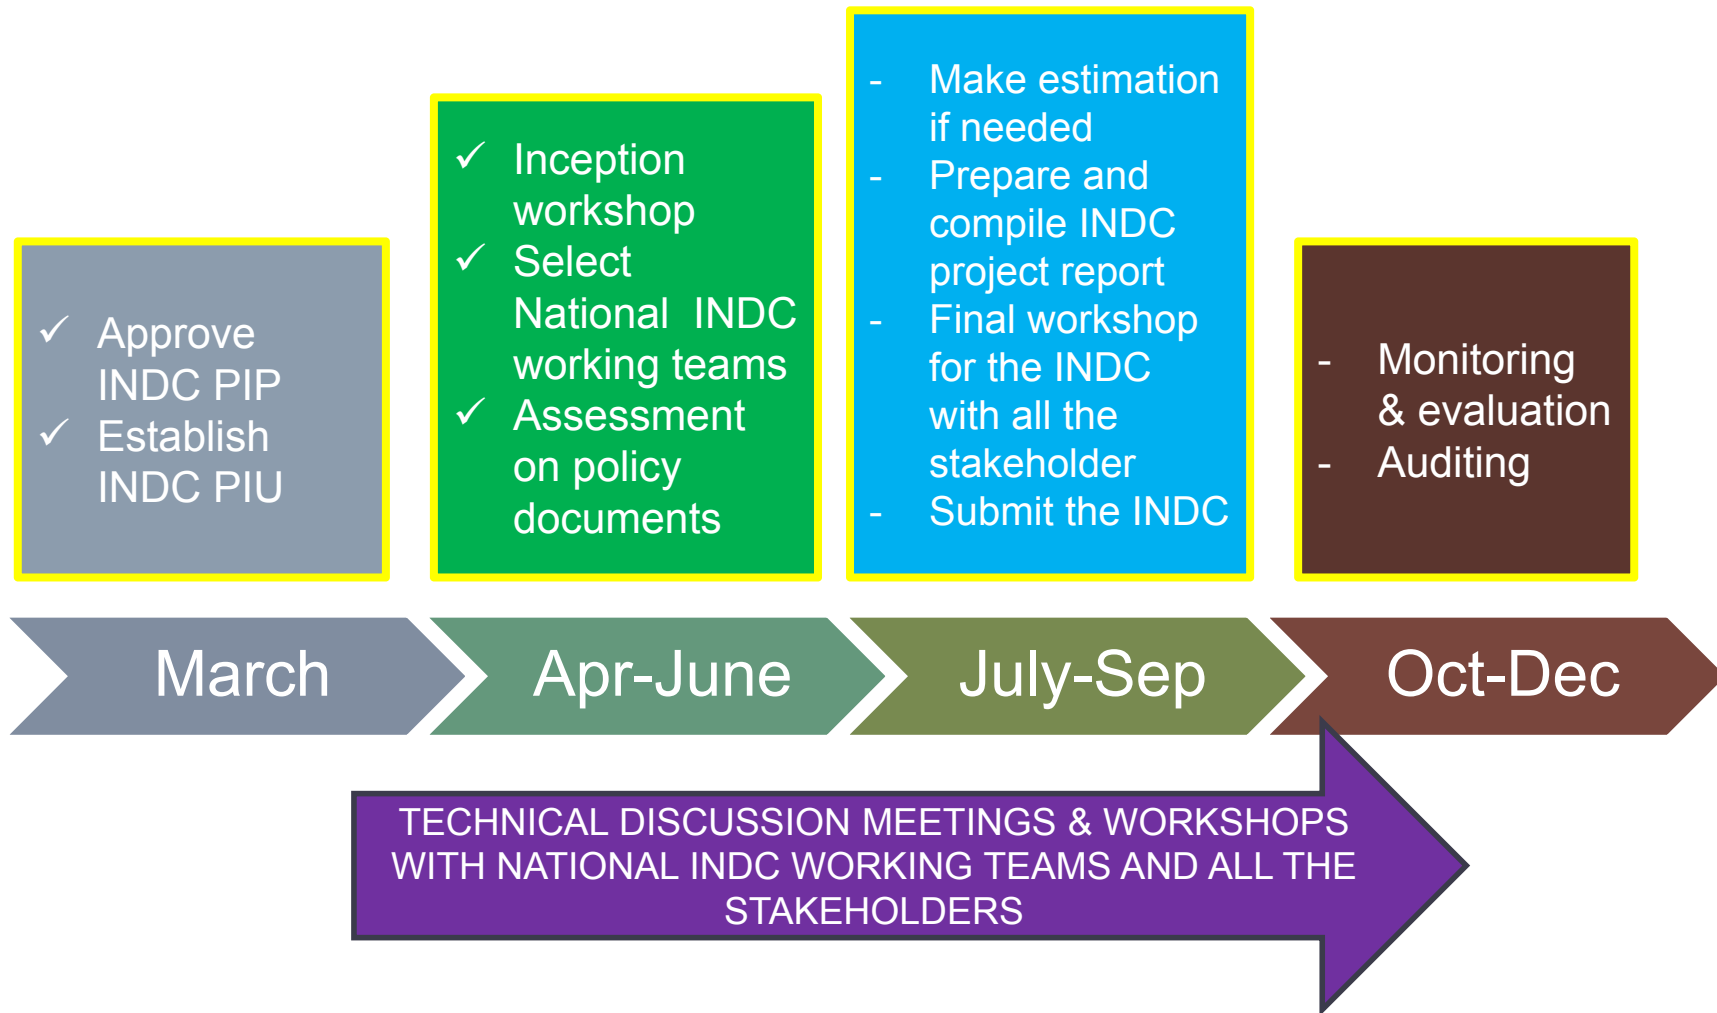 ✓ Approve
INDC PIP
✓ Establish
INDC PIU
✓ Inception
workshop
✓ Select
National INDC
working teams
✓ Assessment
on policy
documents
- Make estimation
if needed
- Prepare and
compile INDC
project report
- Final workshop
for the INDC
with all the
stakeholder
- Submit the INDC
- Monitoring
& evaluation
- Auditing
March
Apr-June
July-Sep
Oct-Dec
TECHNICAL DISCUSSION MEETINGS & WORKSHOPS
WITH NATIONAL INDC WORKING TEAMS AND ALL THE
STAKEHOLDERS